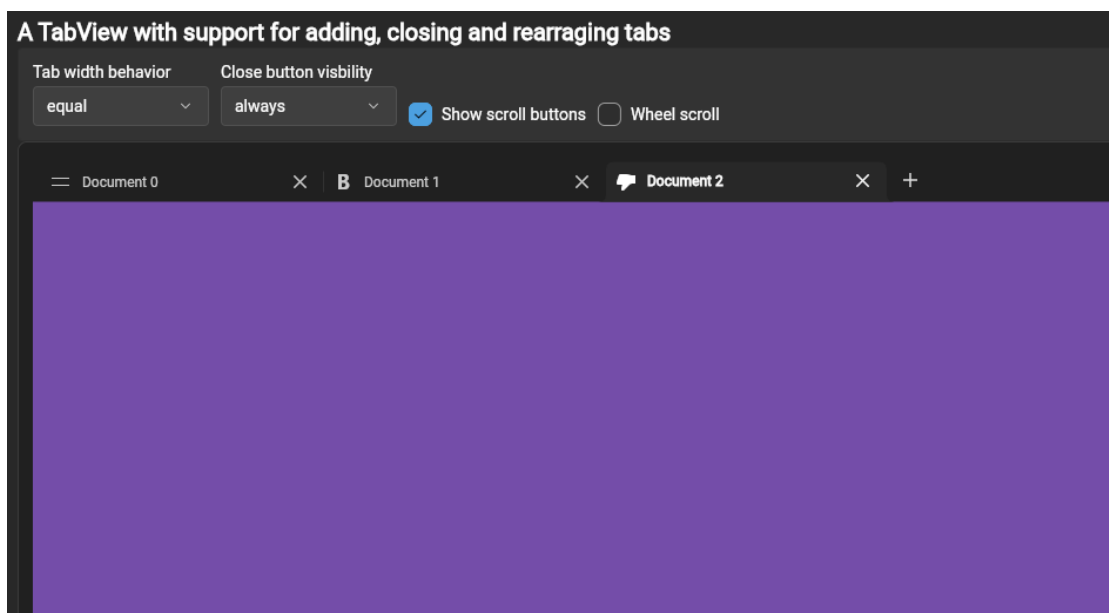 A TabView with support for adding, closing and rearraging tabs
Tab width behavior Close button visbility
equal always Show scroll buttons Wheel scroll
Document 0 B Document 1 Document 2